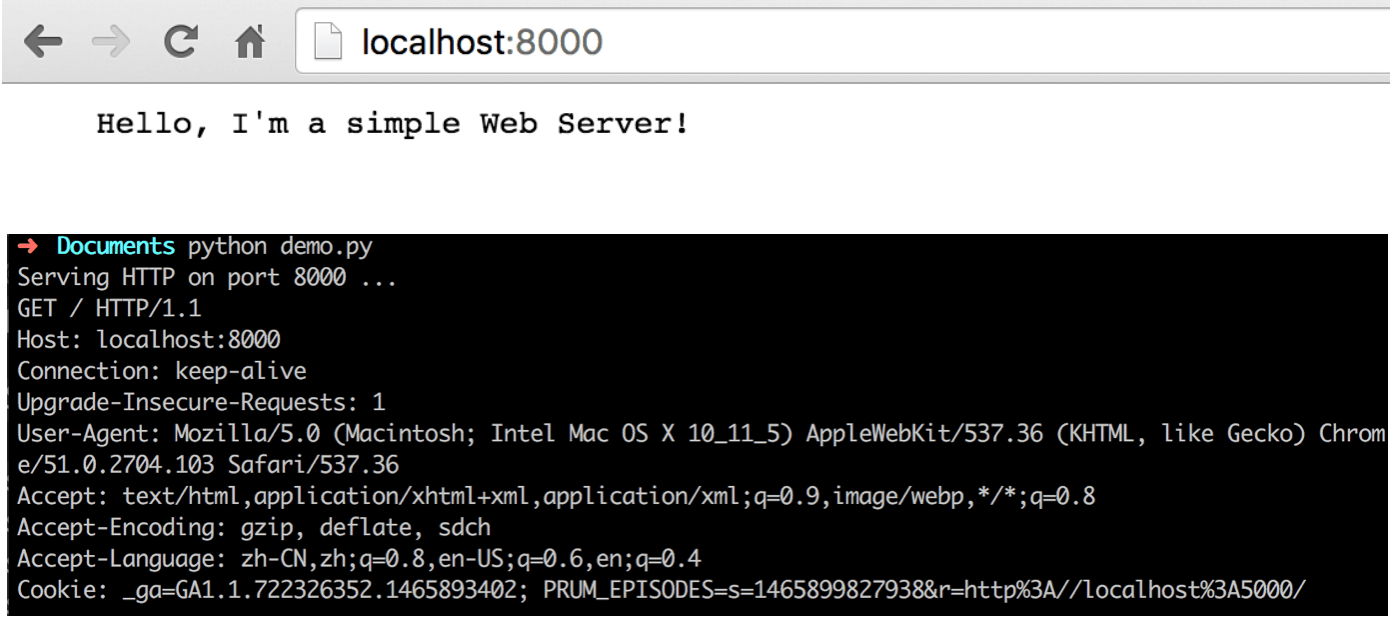 localhost:8000
Hello, I'm a simple Web Server!
➜ Documents python demo.py
Serving HTTP on port 8000 ...
GET / HTTP/1.1
Host: localhost:8000
Connection: keep-alive
Upgrade-Insecure-Requests: 1
User-Agent: Mozilla/5.0 (Macintosh; Intel Mac OS X 10_11_5) AppleWebKit/537.36 (KHTML, like Gecko) Chrom
e/51.0.2704.103 Safari/537.36
Accept: text/html,application/xhtml+xml,application/xml;q=0.9,image/webp,*/*;q=0.8
Accept-Encoding: gzip, deflate, sdch
Accept-Language: zh-CN,zh;q=0.8,en-US;q=0.6,en;q=0.4
Cookie: _ga=GA1.1.722326352.1465893402; PRUM_EPISODES=s=1465899827938&r=http%3A//localhost%3A5000/